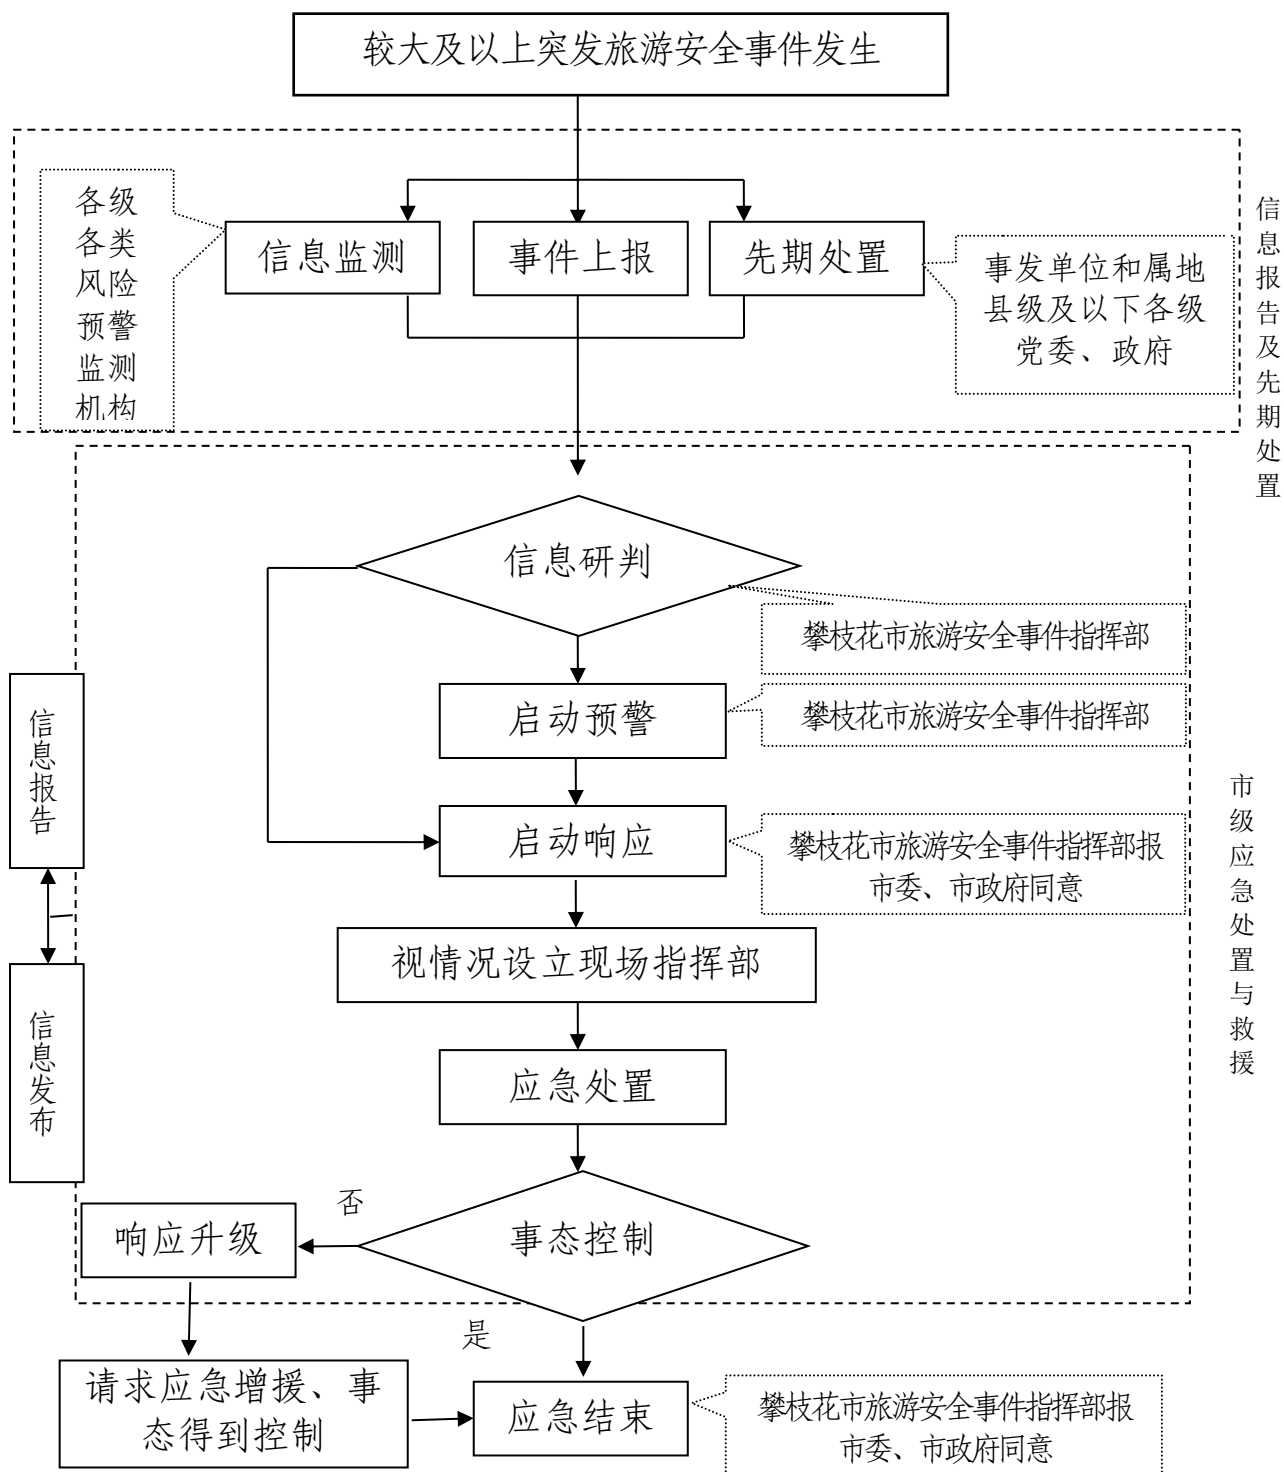 较大及以上突发旅游安全事件发生
各级
各类
风险
预警
监测
机构
信息监测
事件上报
先期处置
事发单位和属地
县级及以下各级
党委、政府
信息报告及先期处置
信息研判
攀枝花市旅游安全事件指挥部
启动预警
攀枝花市旅游安全事件指挥部
信息报告
启动响应
攀枝花市旅游安全事件指挥部报
市委、市政府同意
市级应急处置与救援
视情况设立现场指挥部
信息发布
应急处置
否
事态控制
响应升级
是
请求应急增援、事
态得到控制
应急结束
攀枝花市旅游安全事件指挥部报
市委、市政府同意